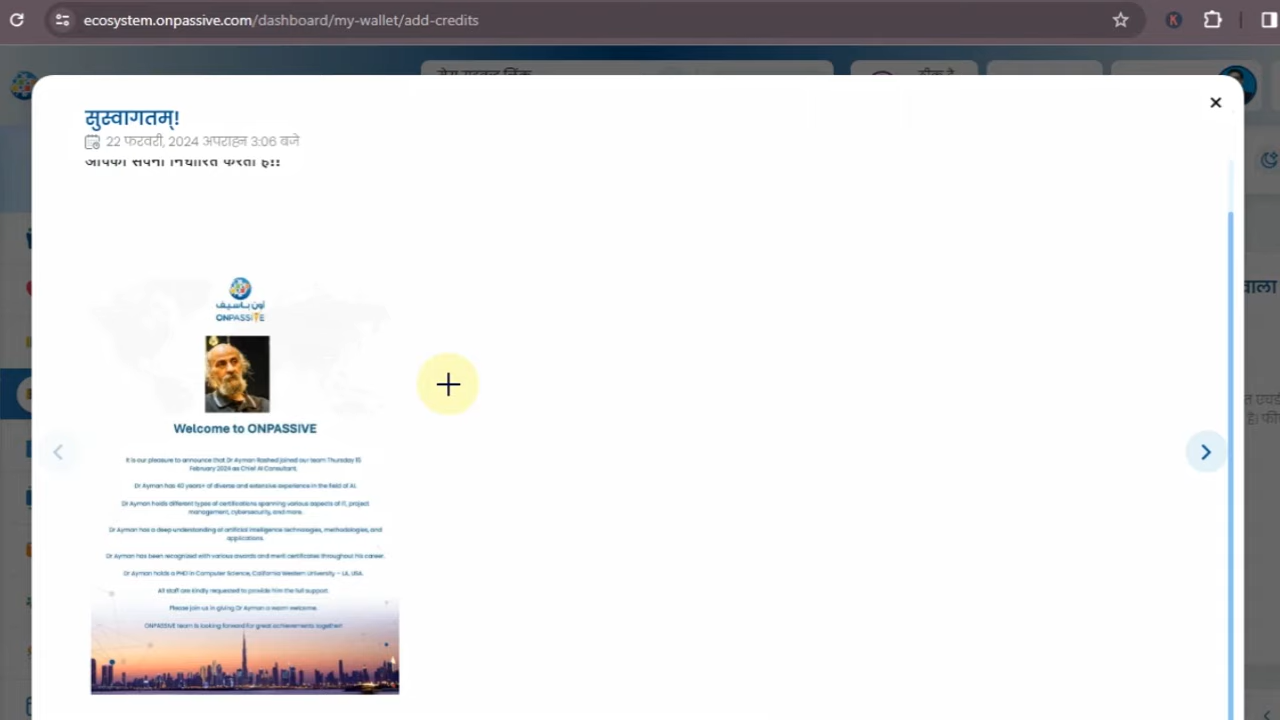 ecosystem.onpassive.com/dashboard/my-wallet/add-credits
K
सुस्वागतम्!
22 फरवरी, 2024 अपराह्न 3:06 बजे
आपका सपना निर्धारित करता है!!
أون باسيف
ONPASSIVE
Welcome to ONPASSIVE
It is our pleasure to announce that Dr Ayman Rashed joined our team Thursday 15
February 2024 as Chief AI Consultant.
Dr Ayman has 40 years+ of diverse and extensive experience in the field of AI.
Dr Ayman holds different types of certifications spanning various aspects of IT, project
management, cybersecurity, and more.
Dr Ayman has a deep understanding of artificial intelligence technologies, methodologies, and
applications.
Dr Ayman has been recognized with various awards and merit certificates throughout his career.
Dr Ayman holds a PHD in Computer Science, California Western University – LA, USA.
All staff are kindly requested to provide him the full support.
Please join us in giving Dr Ayman a warm welcome.
ONPASSIVE team is looking forward for great achievements together!